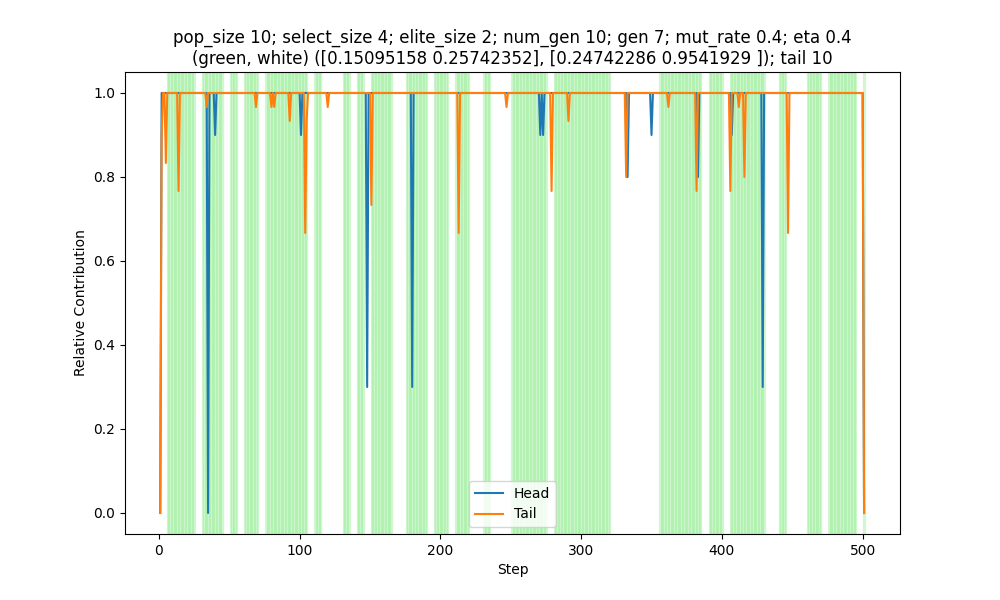 pop_size 10; select_size 4; elite_size 2; num_gen 10; gen 7; mut_rate 0.4; eta 0.4
(green, white) ([0.15095158 0.25742352], [0.24742286 0.9541929 ]); tail 10
1.0
0.8
0.6
0.4
0.2
0.0
Relative Contribution
Head
Tail
0
100
200
300
400
500
Step